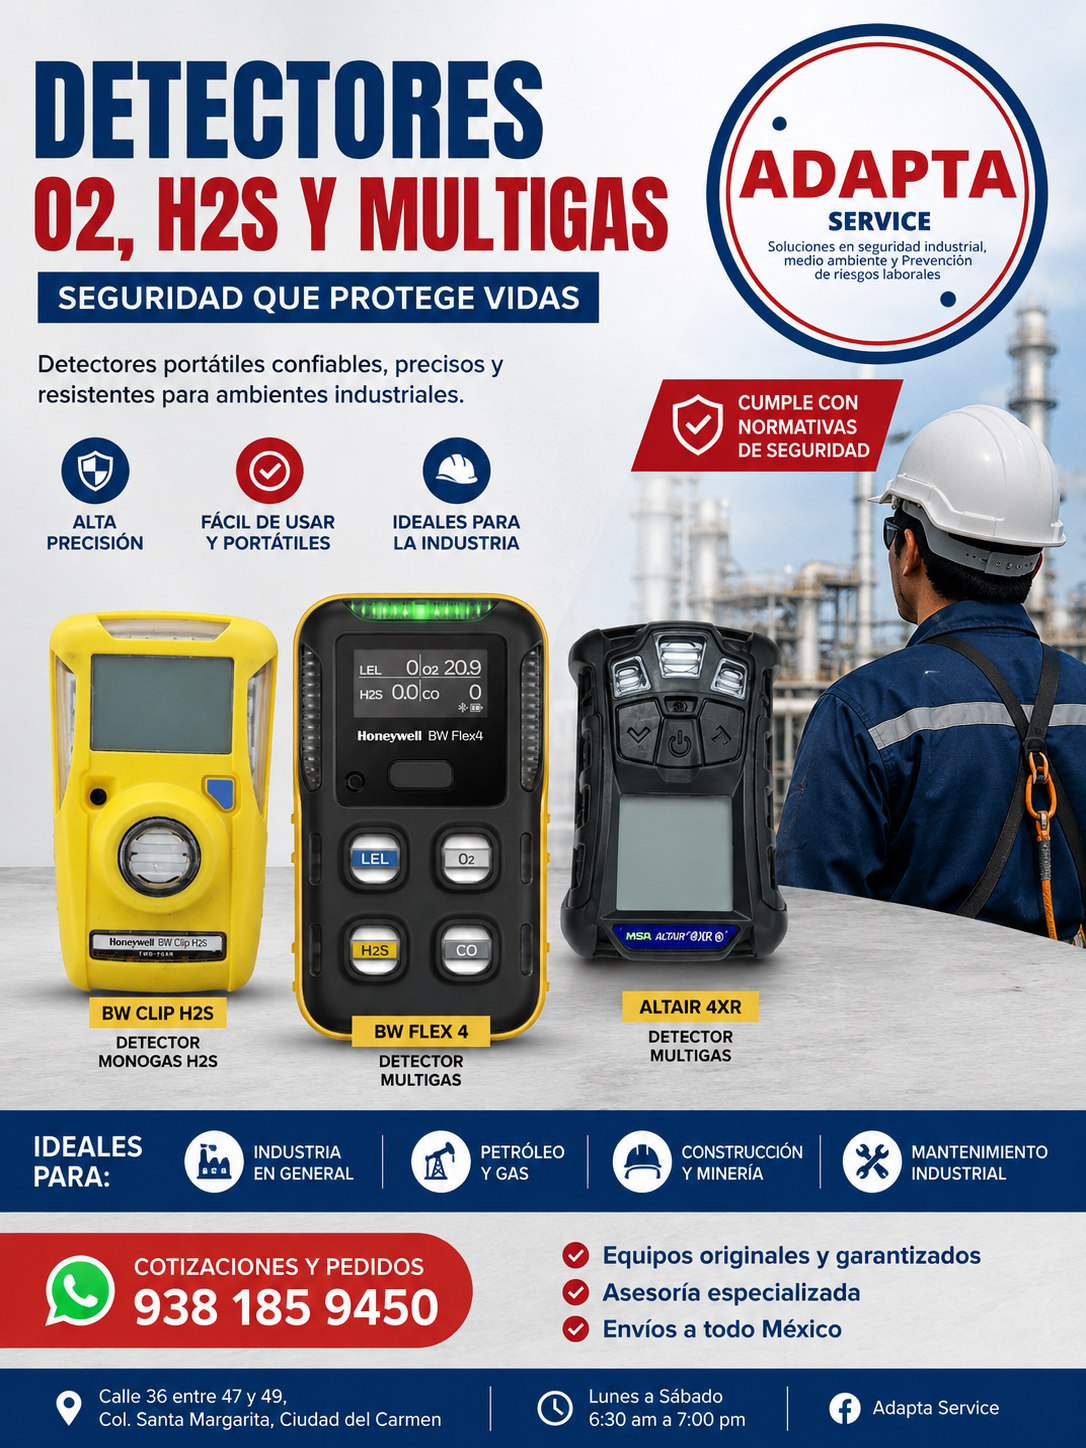 DETECTORES
O2, H2S Y MULTIGAS
SEGURIDAD QUE PROTEGE VIDAS
Detectores portátiles confiables, precisos y
resistentes para ambientes industriales.
ADAPTA
SERVICE
Soluciones en seguridad industrial,
medio ambiente y Prevención
de riesgos laborales
CUMPLE CON
NORMATIVAS
DE SEGURIDAD
ALTA
PRECISIÓN
FÁCIL DE USAR
Y PORTÁTILES
IDEALES PARA
LA INDUSTRIA
Honeywell BW Clip H2S
TWO-YEAR
BW CLIP H2S
DETECTOR
MONOGAS H2S
LEL 0 O2 20.9
H2S 0.0 CO 0
Honeywell BW Flex4
LEL
O2
H2S
CO
BW FLEX 4
DETECTOR
MULTIGAS
MSA ALTAIR 4XR
ALTAIR 4XR
DETECTOR
MULTIGAS
IDEALES
PARA:
INDUSTRIA
EN GENERAL
PETRÓLEO
Y GAS
CONSTRUCCIÓN
Y MINERÍA
MANTENIMIENTO
INDUSTRIAL
COTIZACIONES Y PEDIDOS
938 185 9450
Equipos originales y garantizados
Asesoría especializada
Envíos a todo México
Calle 36 entre 47 y 49,
Col. Santa Margarita, Ciudad del Carmen
Lunes a Sábado
6:30 am a 7:00 pm
Adapta Service